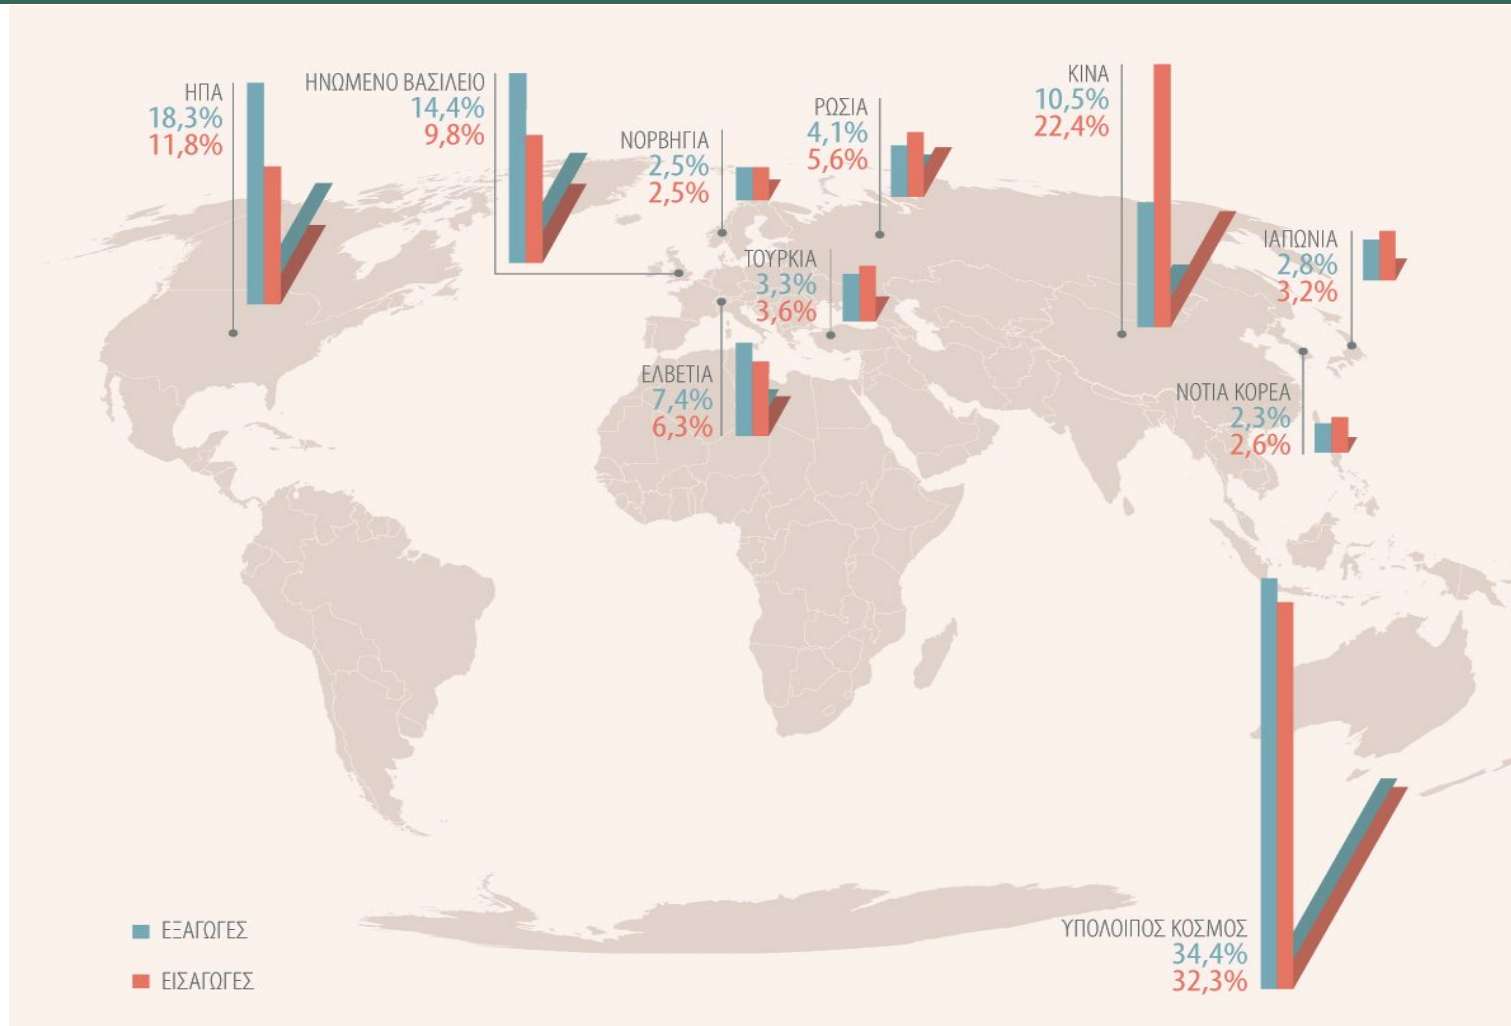 ΗΠΑ
18,3%
11,8%
ΗΝΩΜΕΝΟ ΒΑΣΙΛΕΙΟ
14,4%
9,8%
ΝΟΡΒΗΓΙΑ
2,5%
2,5%
ΡΩΣΙΑ
4,1%
5,6%
ΚΙΝΑ
10,5%
22,4%
ΙΑΠΩΝΙΑ
2,8%
3,2%
ΤΟΥΡΚΙΑ
3,3%
3,6%
ΕΛΒΕΤΙΑ
7,4%
6,3%
ΝΟΤΙΑ ΚΟΡΕΑ
2,3%
2,6%
ΥΠΟΛΟΙΠΟΣ ΚΟΣΜΟΣ
34,4%
32,3%
ΕΞΑΓΩΓΕΣ
ΕΙΣΑΓΩΓΕΣ